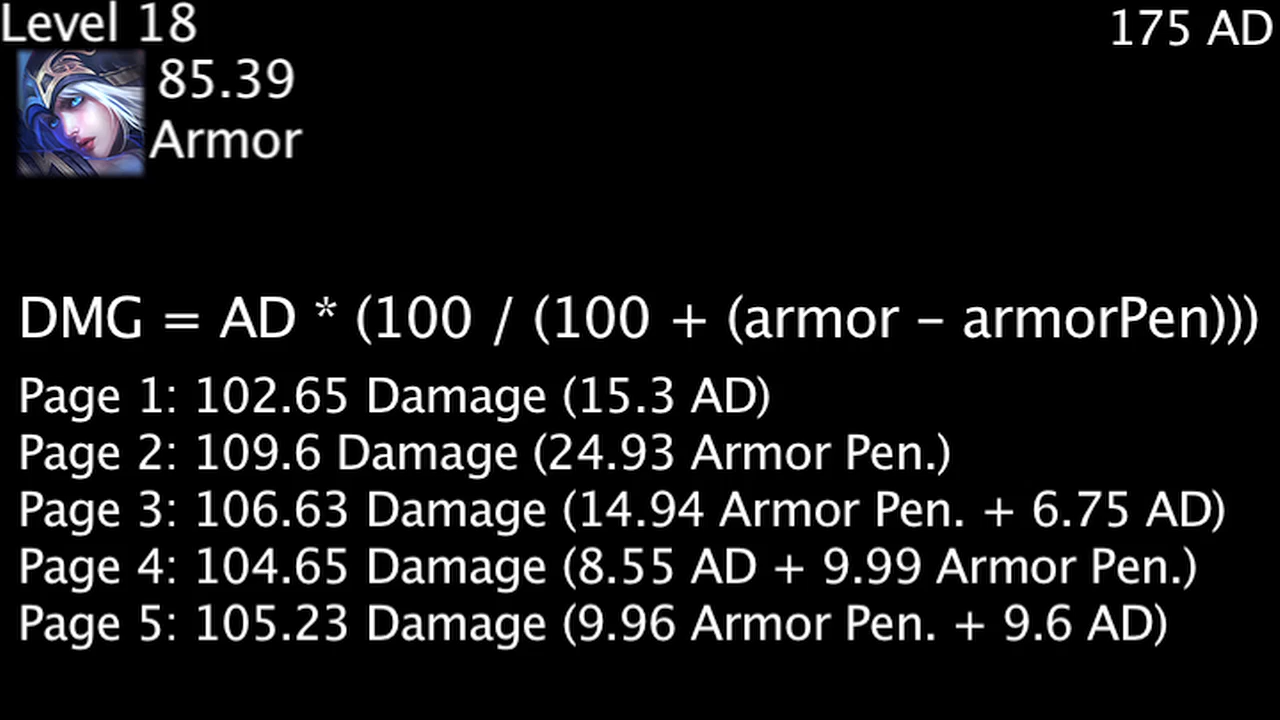 Level 18
175 AD
85.39
Armor
DMG = AD * (100 / (100 + (armor – armorPen)))
Page 1: 102.65 Damage (15.3 AD)
Page 2: 109.6 Damage (24.93 Armor Pen.)
Page 3: 106.63 Damage (14.94 Armor Pen. + 6.75 AD)
Page 4: 104.65 Damage (8.55 AD + 9.99 Armor Pen.)
Page 5: 105.23 Damage (9.96 Armor Pen. + 9.6 AD)